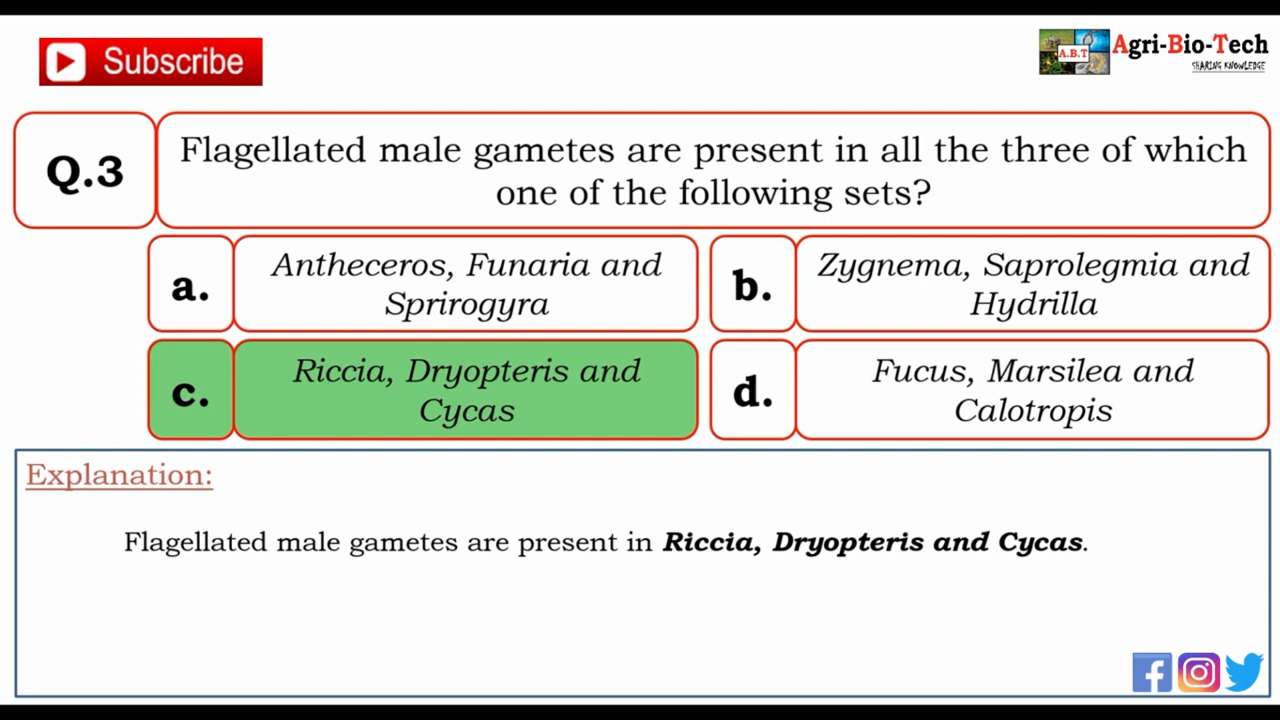 Subscribe
A.B.T
Agri-Bio-Tech
SHARING KNOWLEDGE
Q.3
Flagellated male gametes are present in all the three of which
one of the following sets?
a.
Antheceros, Funaria and
Sprirogyra
b.
Zygnema, Saprolegmia and
Hydrilla
c.
Riccia, Dryopteris and
Cycas
d.
Fucus, Marsilea and
Calotropis
Explanation:
Flagellated male gametes are present in Riccia, Dryopteris and Cycas.